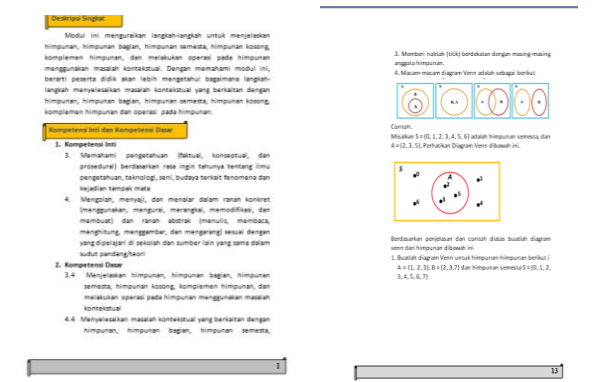 Deskripsi Singkat
Modul ini menguraikan langkah-langkah untuk menjelaskan
himpunan, himpunan bagian, himpunan semesta, himpunan kosong,
komplemen himpunan, dan melakukan operasi pada himpunan
menggunakan masalah kontekstual. Dengan memahami modul ini,
berarti peserta didik akan lebih mengetahui bagaimana langkah-
langkah menyelesaikan masalah kontekstual yang berkaitan dengan
himpunan, himpunan bagian, himpunan semesta, himpunan kosong,
komplemen himpunan dan operasi pada himpunan.
Kompetensi Inti dan Kompetensi Dasar
1. Kompetensi Inti
3. Memahami pengetahuan (faktual, konseptual, dan
prosedural) berdasarkan rasa ingin tahunya tentang ilmu
pengetahuan, teknologi, seni, budaya terkait fenomena dan
kejadian tampak mata
4. Mengolah, menyaji, dan menalar dalam ranah konkret
(menggunakan, mengurai, merangkai, memodifikasi, dan
membuat) dan ranah abstrak (menulis, membaca,
menghitung, menggambar, dan mengarang) sesuai dengan
yang dipelajari di sekolah dan sumber lain yang sama dalam
sudut pandang/teori
2. Kompetensi Dasar
3.4 Menjelaskan himpunan, himpunan bagian, himpunan
semesta, himpunan kosong, komplemen himpunan, dan
melakukan operasi pada himpunan menggunakan masalah
kontekstual
4.4 Menyelesaikan masalah kontekstual yang berkaitan dengan
himpunan, himpunan bagian, himpunan semesta,
1
3. Memberi noktah (titik) berdekatan dengan masing-masing
anggota himpunan.
4. Macam-macam diagram Venn adalah sebagai berikut
S S S S
B A B,A A B A B
Contoh.
Misalkan S = {0, 1, 2, 3, 4, 5, 6} adalah himpunan semesta, dan
A = {2, 3, 5}. Perhatikan Diagram Venn dibawah ini.
S
0 A 1
2
3 5
6 4
Berdasarkan penjelasan dan contoh diatas buatlah diagram
venn dari himpunan dibawah ini
1. Buatlah diagram Venn untuk himpunan-himpunan berikut i
A = {1, 2, 3}, B = {2, 3,7} dan himpunan semesta S = {0, 1, 2,
3, 4, 5, 6, 7}
13